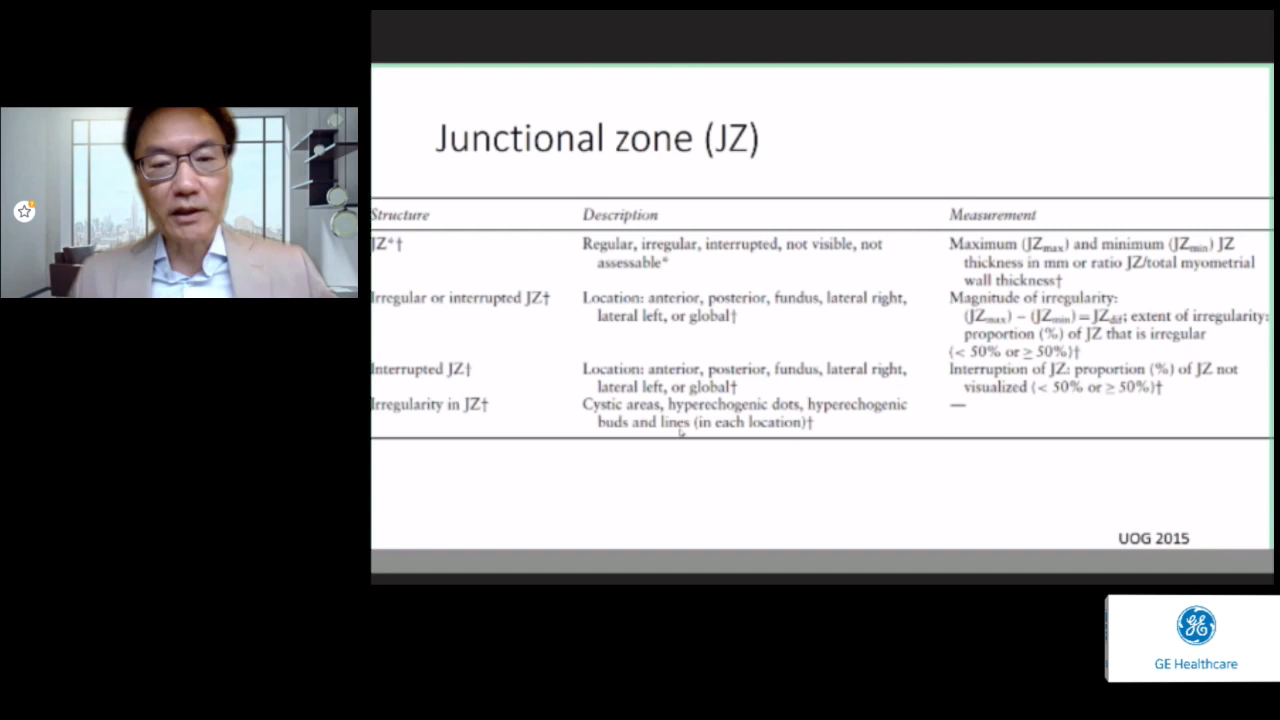 Junctional zone (JZ)
Structure Description Measurement
JZ*† Regular, irregular, interrupted, not visible, not Maximum (JZmax) and minimum (JZmin) JZ
assessable* thickness in mm or ratio JZ/total myometrial
wall thickness†
Irregular or interrupted JZ† Location: anterior, posterior, fundus, lateral right, Magnitude of irregularity:
lateral left, or global† (JZmax) − (JZmin) = JZdif; extent of irregularity:
proportion (%) of JZ that is irregular
(< 50% or ≥ 50%)†
Interrupted JZ† Location: anterior, posterior, fundus, lateral right, Interruption of JZ: proportion (%) of JZ not
lateral left, or global† visualized (< 50% or ≥ 50%)†
Irregularity in JZ† Cystic areas, hyperechogenic dots, hyperechogenic —
buds and lines (in each location)†
UOG 2015
GE
GE Healthcare